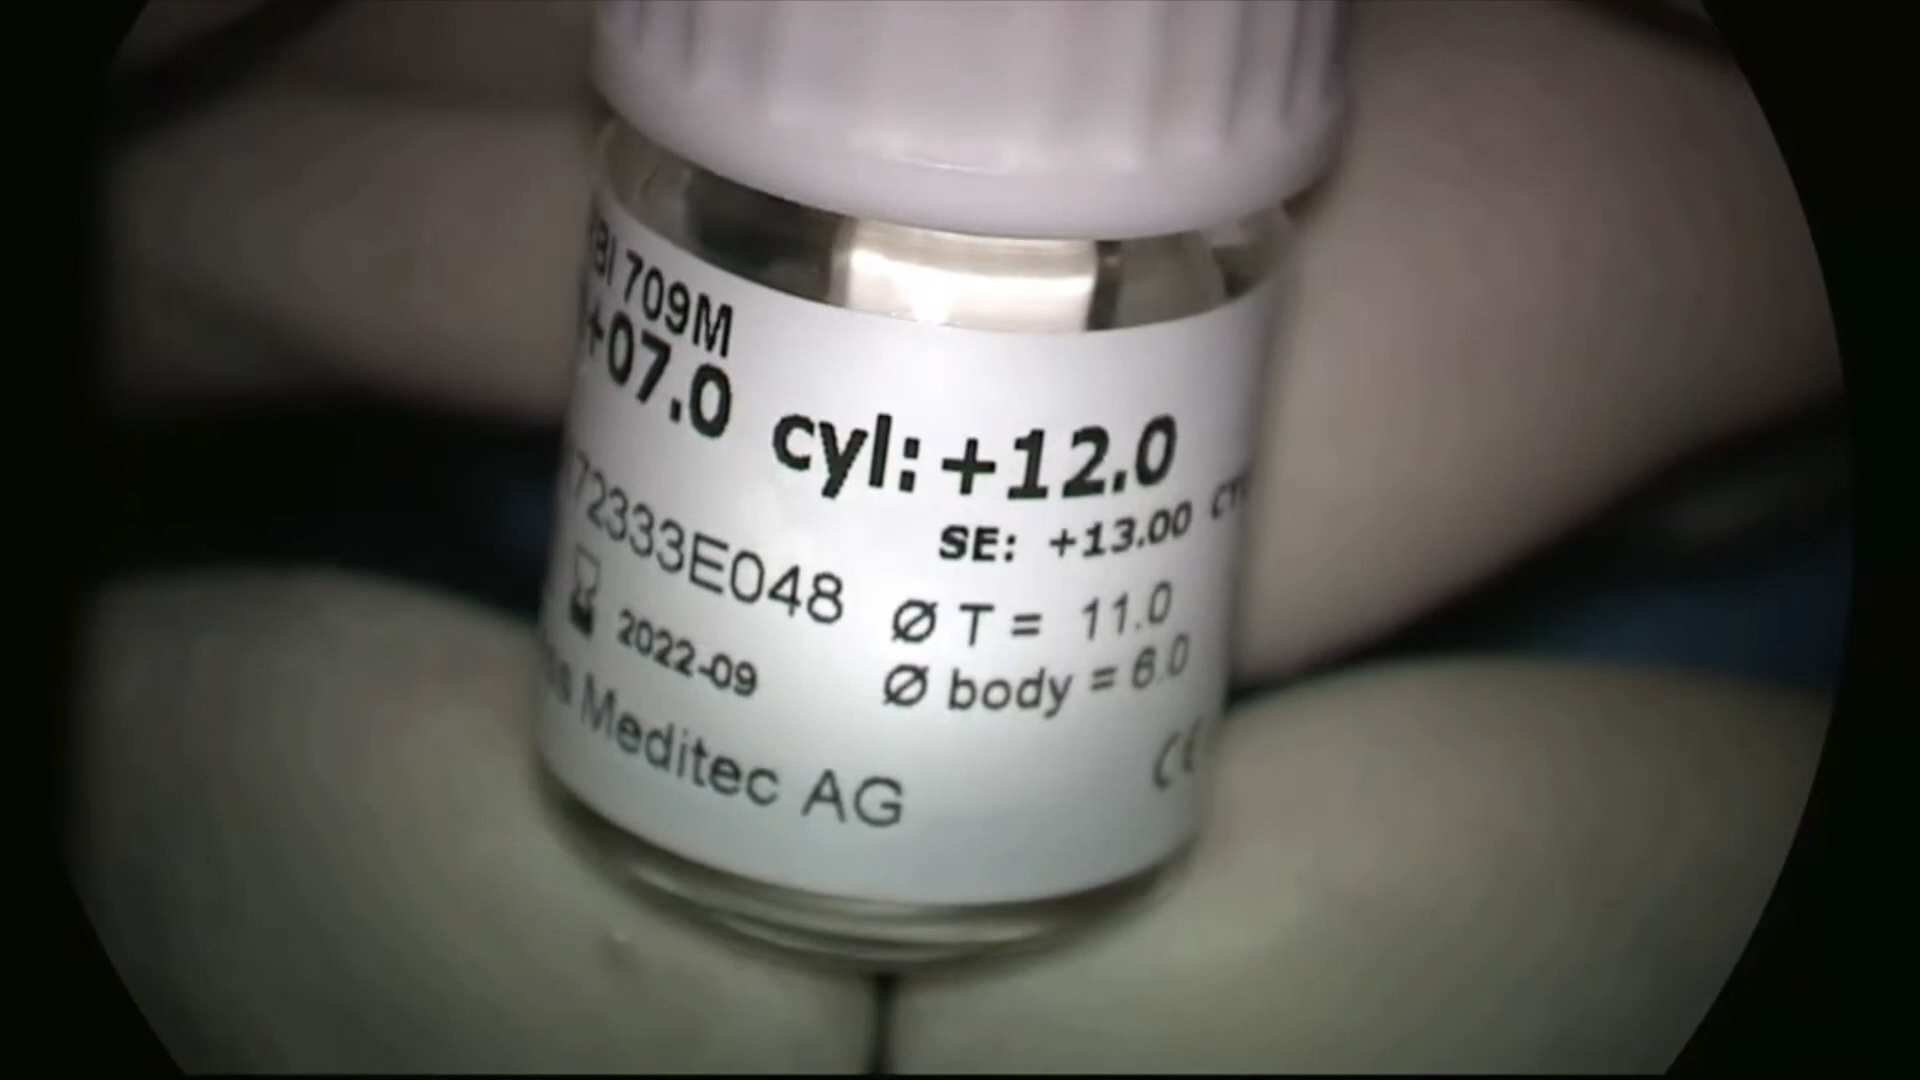 709M
+07.0 cyl: +12.0
SE: +13.00
72333E048
Ø T = 11.0
2022-09
Ø body = 6.0
Meditec AG
CE